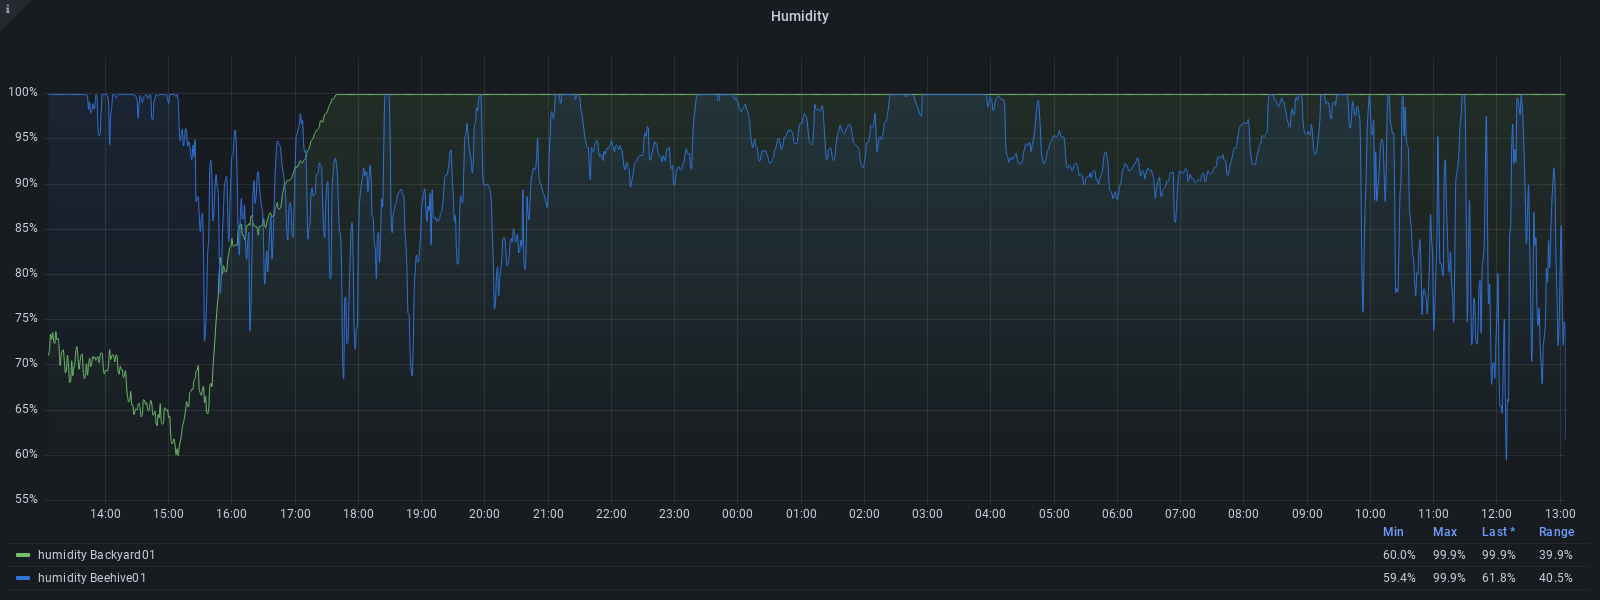 i
Humidity
100%
95%
90%
85%
80%
75%
70%
65%
60%
55%
14:00 15:00 16:00 17:00 18:00 19:00 20:00 21:00 22:00 23:00 00:00 01:00 02:00 03:00 04:00 05:00 06:00 07:00 08:00 09:00 10:00 11:00 12:00 13:00
Min Max Last * Range
humidity Backyard01 60.0% 99.9% 99.9% 39.9%
humidity Beehive01 59.4% 99.9% 61.8% 40.5%